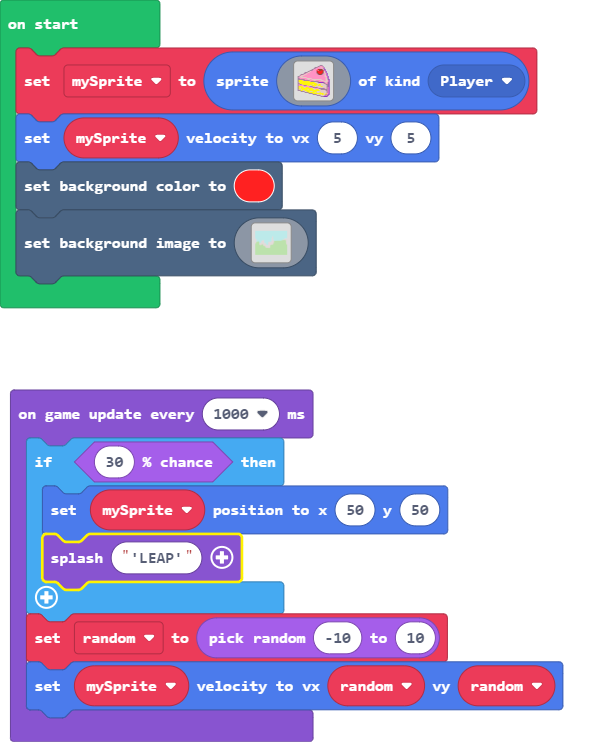 on start
set mySprite to sprite of kind Player
set mySprite velocity to vx 5 vy 5
set background color to
set background image to
on game update every 1000 ms
if 30 % chance then
set mySprite position to x 50 y 50
splash "'LEAP'"
set random to pick random -10 to 10
set mySprite velocity to vx random vy random